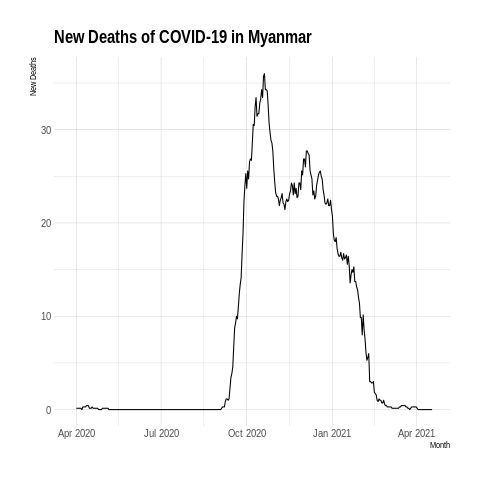 New Deaths of COVID-19 in Myanmar
New Deaths
30
20
10
0
Apr 2020 Jul 2020 Oct 2020 Jan 2021 Apr 2021
Month